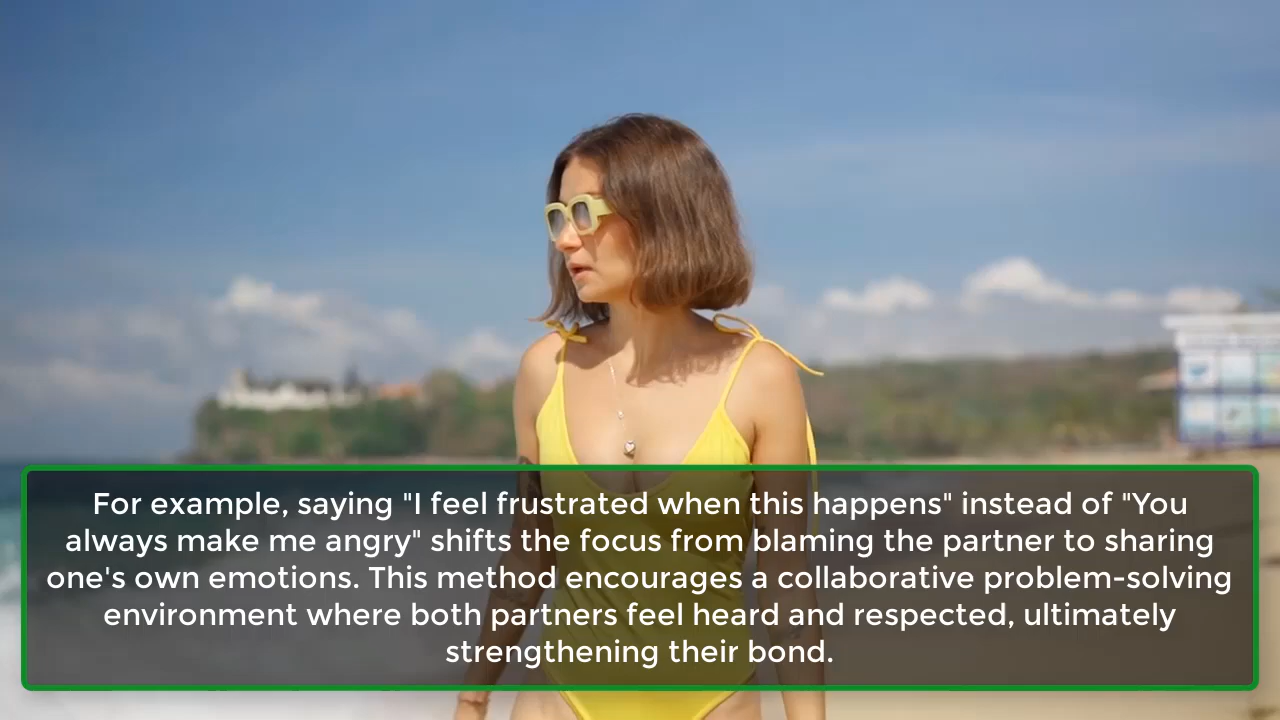 For example, saying "I feel frustrated when this happens" instead of "You
always make me angry" shifts the focus from blaming the partner to sharing
one's own emotions. This method encourages a collaborative problem-solving
environment where both partners feel heard and respected, ultimately
strengthening their bond.